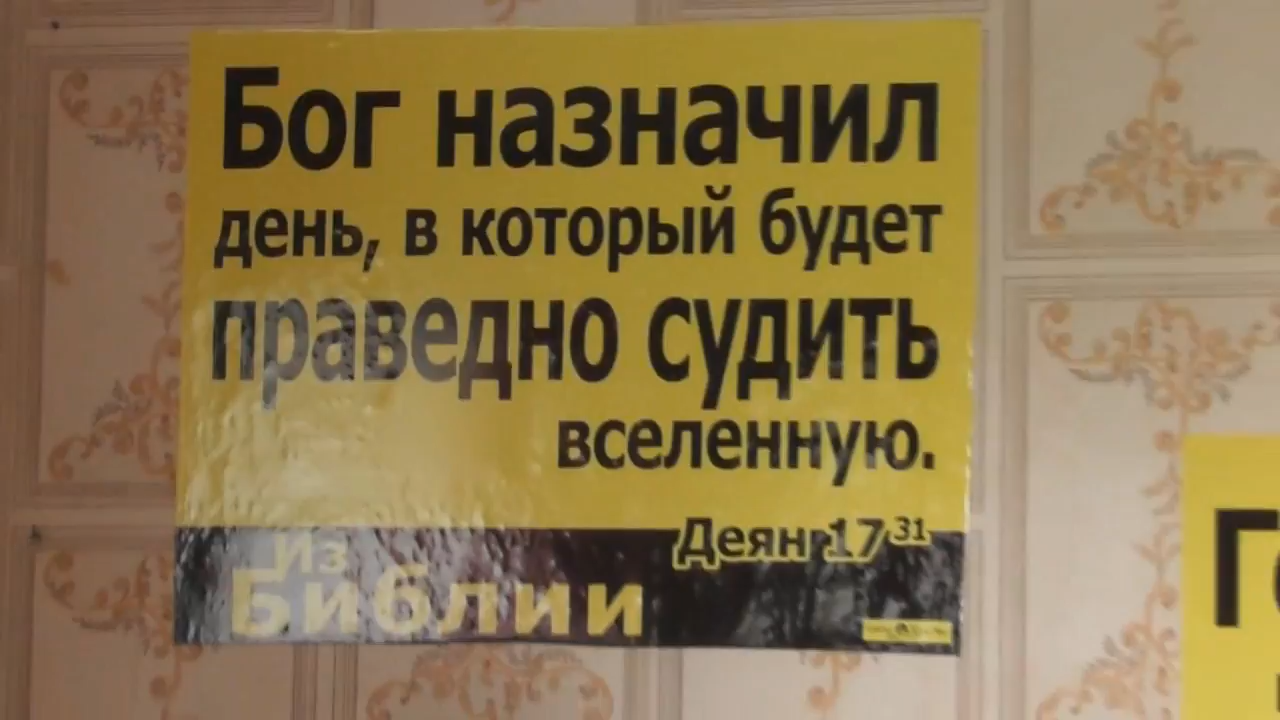 Бог назначил
день, в который будет
праведно судить
вселенную.
Деян 17 31
Из
Библии